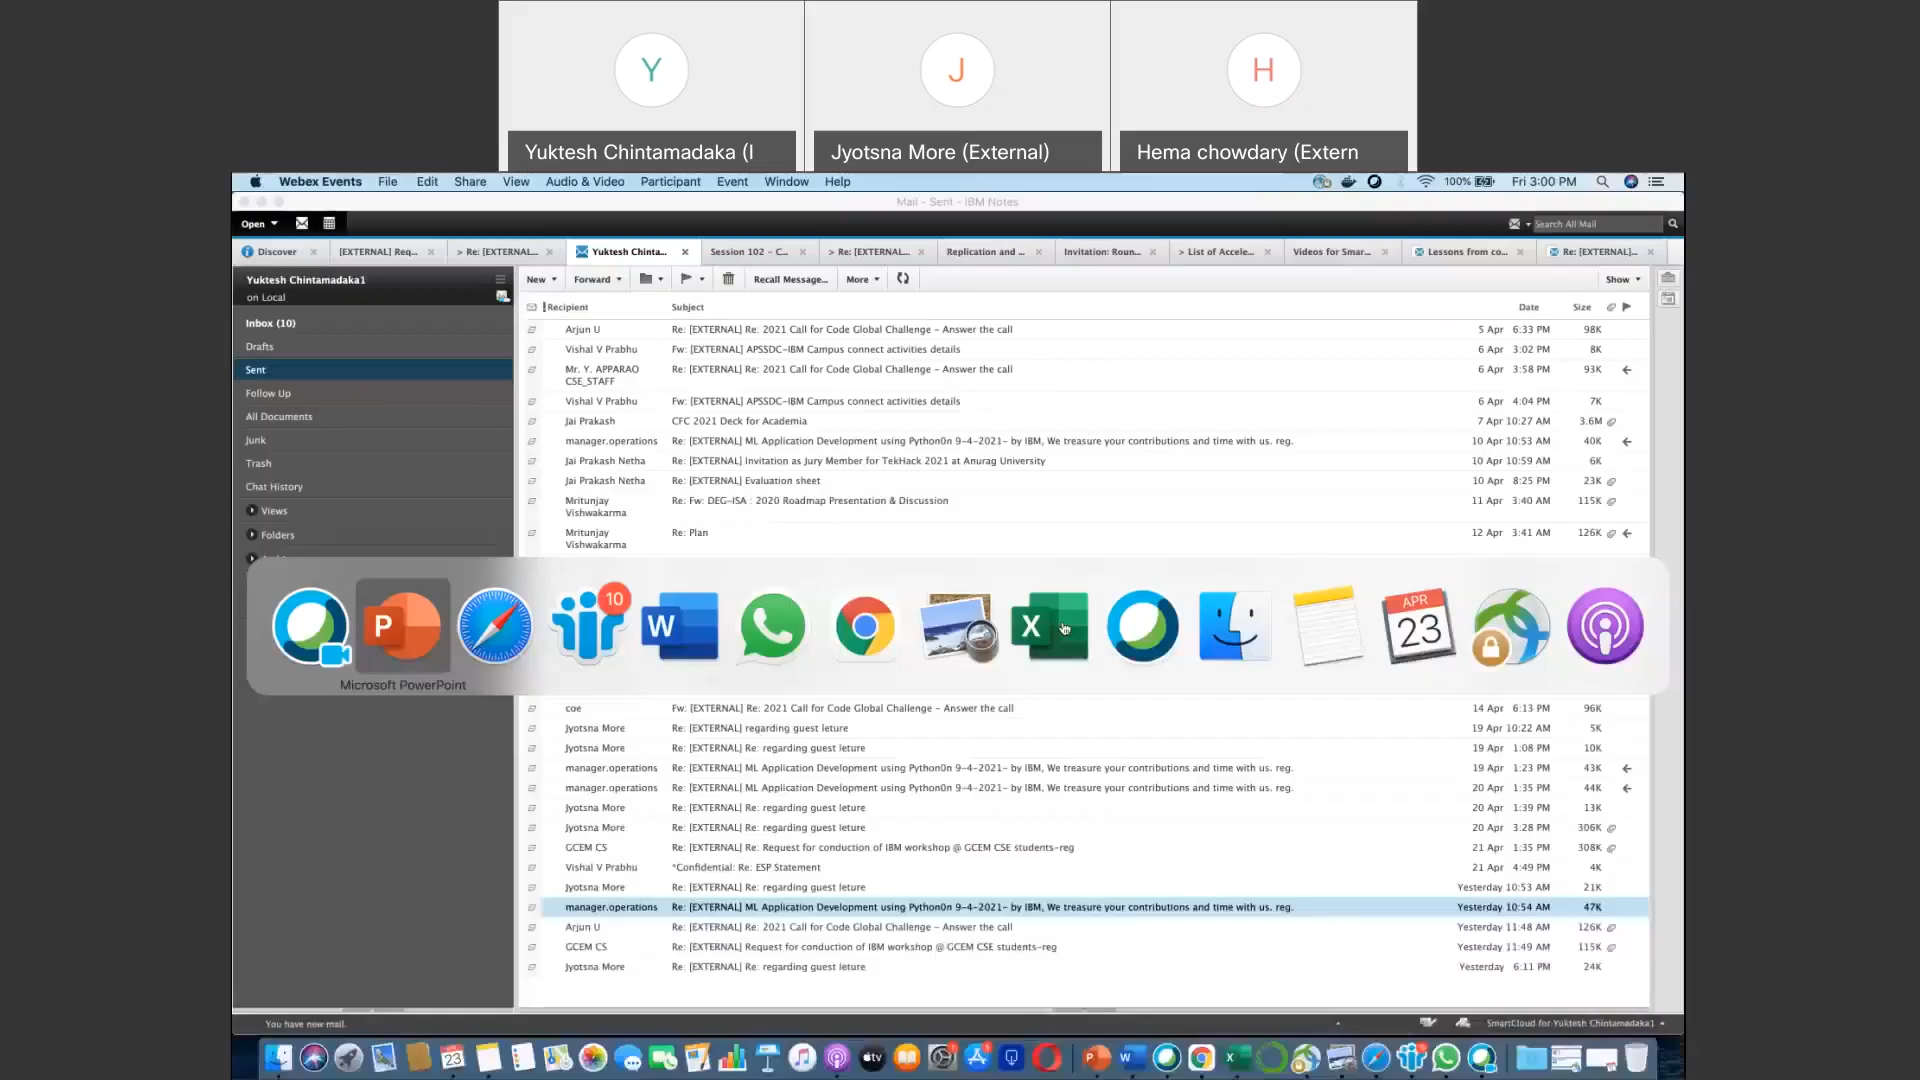 Y
J
H
Yuktesh Chintamadaka (I
Jyotsna More (External)
Hema chowdary (Extern
Webex Events File Edit Share View Audio & Video Participant Event Window Help 100% Fri 3:00 PM
Mail - Sent - IBM Notes
Open Search All Mail
Discover [EXTERNAL] Req... > Re: [EXTERNAL... Yuktesh Chinta... Session 102 - C... > Re: [EXTERNAL... Replication and ... Invitation: Roun... > List of Accele... Videos for Smar... Lessons from co... Re: [EXTERNAL]...
Yuktesh Chintamadaka1
on Local
New Forward Recall Message... More Show
Recipient Subject Date Size
Inbox (10)
Drafts
Sent
Follow Up
All Documents
Junk
Trash
Chat History
Views
Folders
Arjun U Re: [EXTERNAL] Re: 2021 Call for Code Global Challenge - Answer the call 5 Apr 6:33 PM 98K
Vishal V Prabhu Fw: [EXTERNAL] APSSDC-IBM Campus connect activities details 6 Apr 3:02 PM 8K
Mr. Y. APPARAO Re: [EXTERNAL] Re: 2021 Call for Code Global Challenge - Answer the call 6 Apr 3:58 PM 93K
CSE_STAFF
Vishal V Prabhu Fw: [EXTERNAL] APSSDC-IBM Campus connect activities details 6 Apr 4:04 PM 7K
Jai Prakash CFC 2021 Deck for Academia 7 Apr 10:27 AM 3.6M
manager.operations Re: [EXTERNAL] ML Application Development using Python0n 9-4-2021- by IBM, We treasure your contributions and time with us. reg. 10 Apr 10:53 AM 40K
Jai Prakash Netha Re: [EXTERNAL] Invitation as Jury Member for TekHack 2021 at Anurag University 10 Apr 10:59 AM 6K
Jai Prakash Netha Re: [EXTERNAL] Evaluation sheet 10 Apr 8:25 PM 23K
Mritunjay Re: Fw: DEG-ISA : 2020 Roadmap Presentation & Discussion 11 Apr 3:40 AM 115K
Vishwakarma
Mritunjay Re: Plan 12 Apr 3:41 AM 126K
Vishwakarma
P 10 W X APR 23
Microsoft PowerPoint
coe Fw: [EXTERNAL] Re: 2021 Call for Code Global Challenge - Answer the call 14 Apr 6:13 PM 96K
Jyotsna More Re: [EXTERNAL] regarding guest leture 19 Apr 10:22 AM 5K
Jyotsna More Re: [EXTERNAL] Re: regarding guest leture 19 Apr 1:08 PM 10K
manager.operations Re: [EXTERNAL] ML Application Development using Python0n 9-4-2021- by IBM, We treasure your contributions and time with us. reg. 19 Apr 1:23 PM 43K
manager.operations Re: [EXTERNAL] ML Application Development using Python0n 9-4-2021- by IBM, We treasure your contributions and time with us. reg. 20 Apr 1:35 PM 44K
Jyotsna More Re: [EXTERNAL] Re: regarding guest leture 20 Apr 1:39 PM 13K
Jyotsna More Re: [EXTERNAL] Re: regarding guest leture 20 Apr 3:28 PM 306K
GCEM CS Re: [EXTERNAL] Re: Request for conduction of IBM workshop @ GCEM CSE students-reg 21 Apr 1:35 PM 308K
Vishal V Prabhu *Confidential: Re: ESP Statement 21 Apr 4:49 PM 4K
Jyotsna More Re: [EXTERNAL] Re: regarding guest leture Yesterday 10:53 AM 21K
manager.operations Re: [EXTERNAL] ML Application Development using Python0n 9-4-2021- by IBM, We treasure your contributions and time with us. reg. Yesterday 10:54 AM 47K
Arjun U Re: [EXTERNAL] Re: 2021 Call for Code Global Challenge - Answer the call Yesterday 11:48 AM 126K
GCEM CS Re: [EXTERNAL] Request for conduction of IBM workshop @ GCEM CSE students-reg Yesterday 11:49 AM 115K
Jyotsna More Re: [EXTERNAL] Re: regarding guest leture Yesterday 6:11 PM 24K
You have new mail. SmartCloud for Yuktesh Chintamadaka1
23 tv P W X